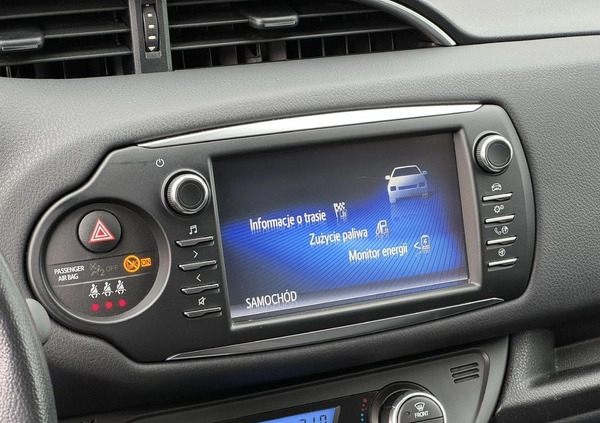 Informacje o trasie
Zużycie paliwa
Monitor energii
SAMOCHÓD
PASSENGER
AIR BAG
OFF
ON
FRONT